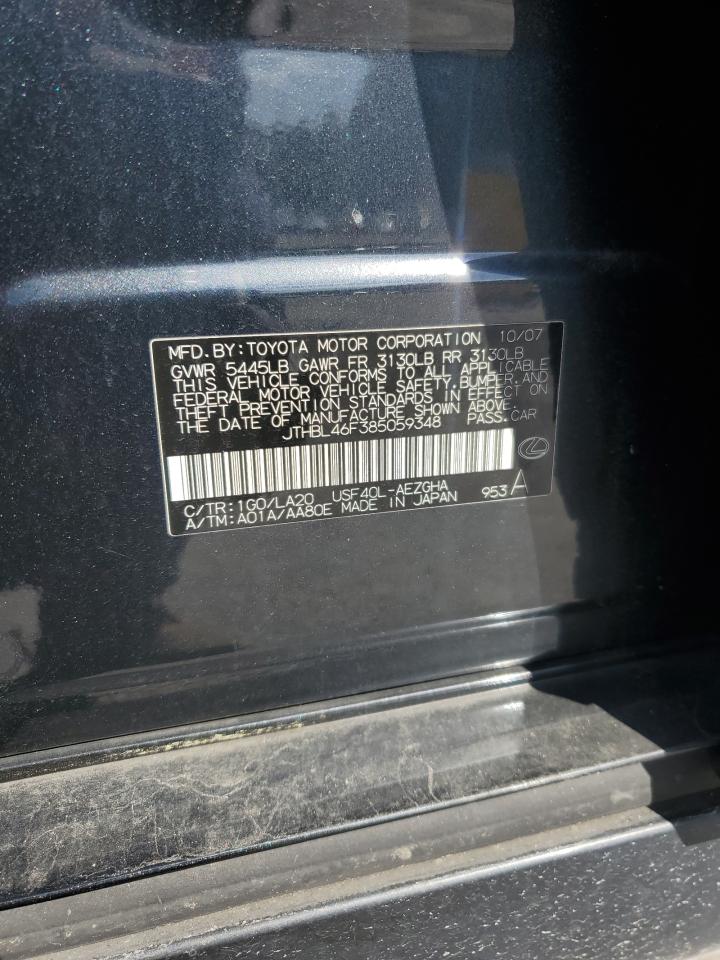 MFD. BY: TOYOTA MOTOR CORPORATION 10/07
GVWR 5445LB GAWR FR 3130LB RR 3130LB
THIS VEHICLE CONFORMS TO ALL APPLICABLE
FEDERAL MOTOR VEHICLE SAFETY, BUMPER, AND
THEFT PREVENTION STANDARDS IN EFFECT ON
THE DATE OF MANUFACTURE SHOWN ABOVE.
JTHBL46F385059348 PASS. CAR
C/TR: 1G0/LA20 USF40L-AEZGHA
A/TM: A01A/AA80E MADE IN JAPAN 953 A